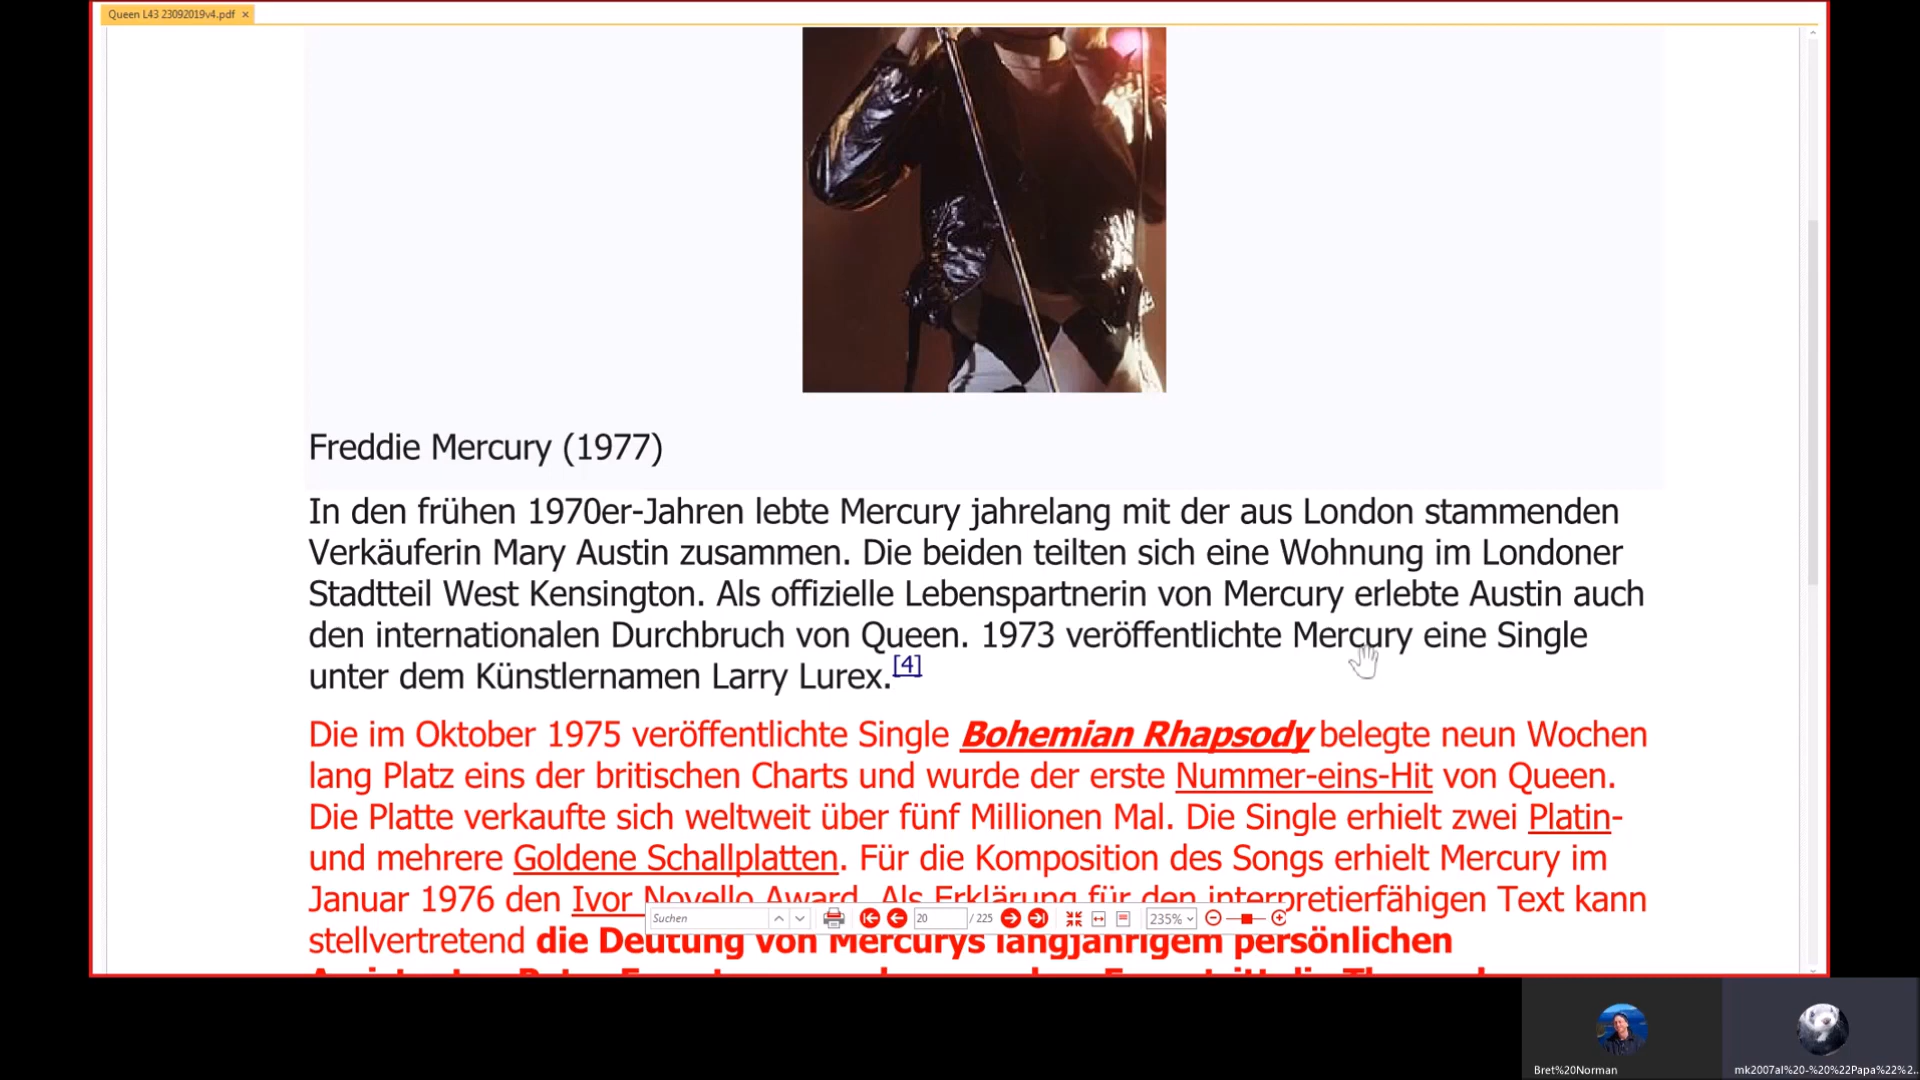 Queen L43 23092019v4.pdf ×
Freddie Mercury (1977)
In den frühen 1970er-Jahren lebte Mercury jahrelang mit der aus London stammenden
Verkäuferin Mary Austin zusammen. Die beiden teilten sich eine Wohnung im Londoner
Stadtteil West Kensington. Als offizielle Lebenspartnerin von Mercury erlebte Austin auch
den internationalen Durchbruch von Queen. 1973 veröffentlichte Mercury eine Single
unter dem Künstlernamen Larry Lurex.[4]
Die im Oktober 1975 veröffentlichte Single Bohemian Rhapsody belegte neun Wochen
lang Platz eins der britischen Charts und wurde der erste Nummer-eins-Hit von Queen.
Die Platte verkaufte sich weltweit über fünf Millionen Mal. Die Single erhielt zwei Platin-
und mehrere Goldene Schallplatten. Für die Komposition des Songs erhielt Mercury im
Januar 1976 den Ivor Novello Award. Als Erklärung für den interpretierfähigen Text kann
Suchen 20 / 225 235%
stellvertretend die Deutung von Mercurys langjährigem persönlichen
Bret%20Norman
mk2007al%20-%20%22Papa%22%2...